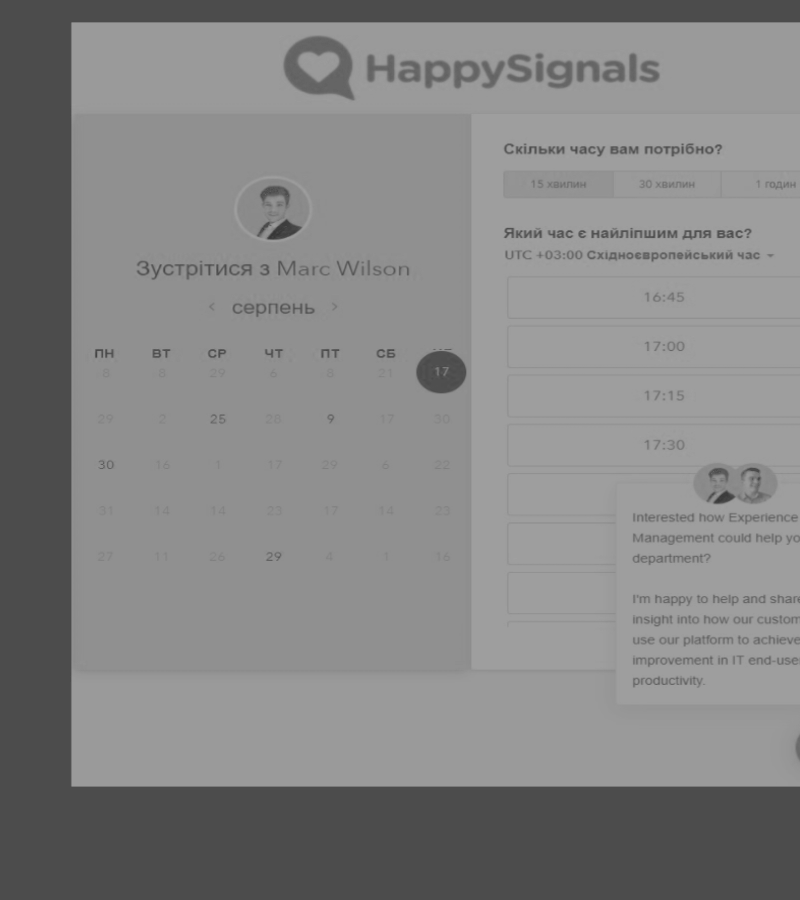 HappySignals
Зустрітися з Marc Wilson
‹ серпень ›
ПН ВТ СР ЧТ ПТ СБ
8 8 29 6 8 21 17
29 2 25 28 9 17 30
30 16 1 17 29 6 22
31 14 14 23 17 14 23
27 11 26 29 4 1 16
Скільки часу вам потрібно?
15 хвилин 30 хвилин 1 годин
Який час є найліпшим для вас?
UTC +03:00 Східноєвропейський час
16:45
17:00
17:15
17:30
Interested how Experience
Management could help yo
department?
I'm happy to help and share
insight into how our custom
use our platform to achieve
improvement in IT end-use
productivity.